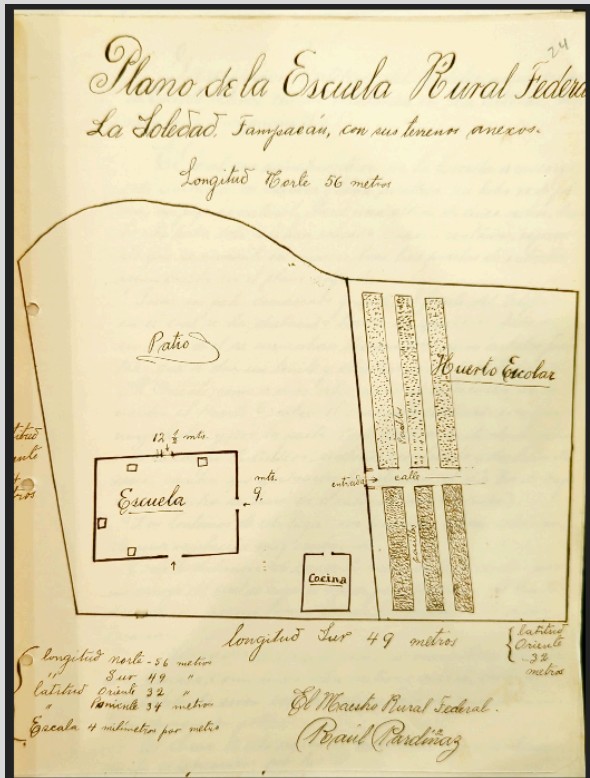 24
Plano de la Escuela Rural Federa
La Soledad, Tampacán, con sus terrenos anexos.
Longitud Norte 56 metros
Patio
Huerto Escolar
12 ½ mts.
mts.
9.
Escuela
entrada
calle
Cocina
longitud Sur 49 metros
latitud
Oriente
32
metros
longitud norte - 56 metros
" Sur 49 "
latitud Oriente 32 "
" Poniente 34 metros
Escala 4 milímetros por metro
El Maestro Rural Federal.
Raúl Pardiñaz